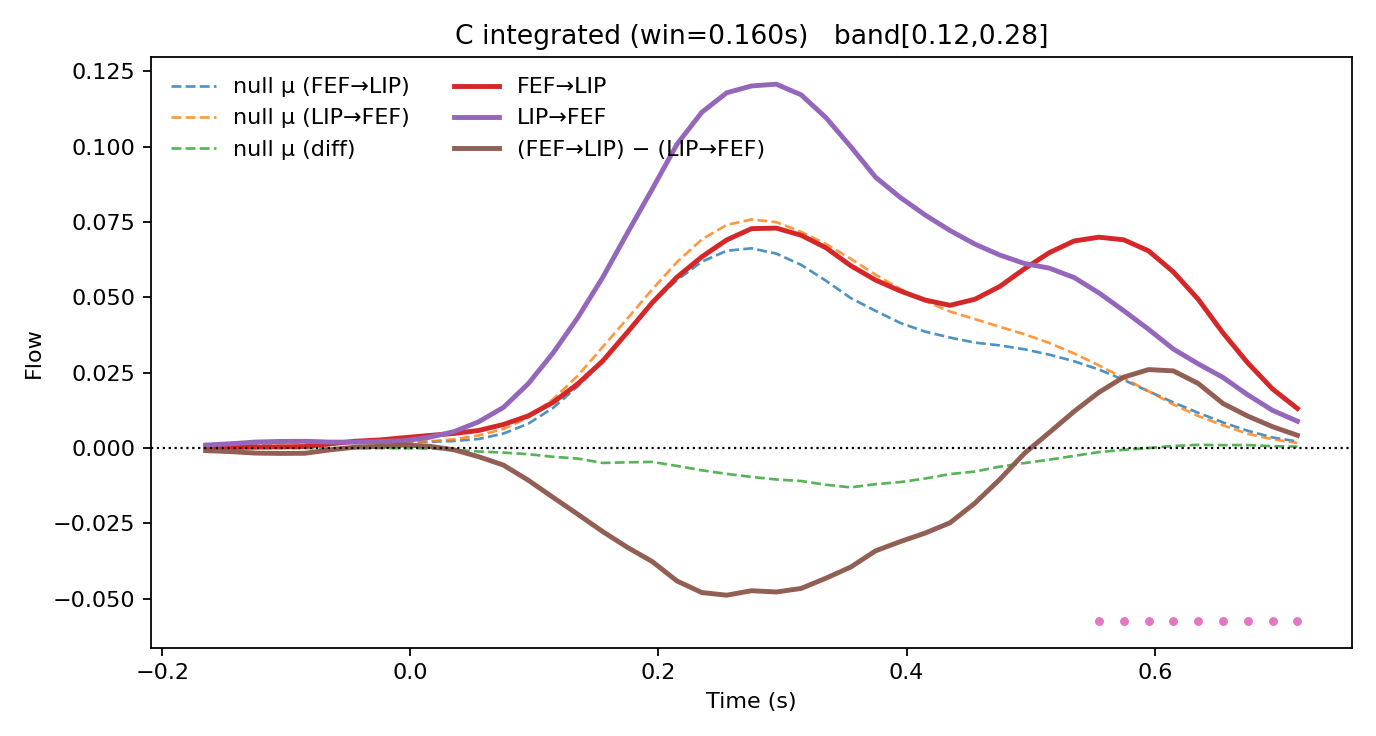 C integrated (win=0.160s)   band[0.12,0.28]
null μ (FEF→LIP)
null μ (LIP→FEF)
null μ (diff)
FEF→LIP
LIP→FEF
(FEF→LIP) − (LIP→FEF)
Flow
0.125
0.100
0.075
0.050
0.025
0.000
−0.025
−0.050
−0.2
0.0
0.2
0.4
0.6
Time (s)